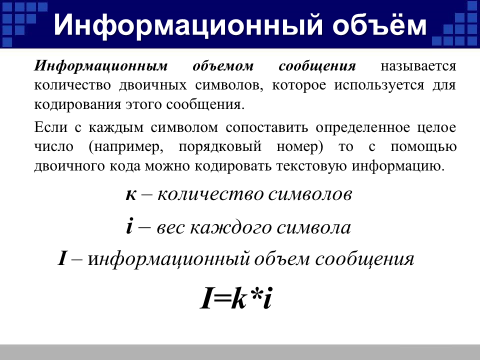 Информационный объём
Информационным объемом сообщения называется
количество двоичных символов, которое используется для
кодирования этого сообщения.
Если с каждым символом сопоставить определенное целое
число (например, порядковый номер) то с помощью
двоичного кода можно кодировать текстовую информацию.
к – количество символов
i – вес каждого символа
I – информационный объем сообщения
I=k*i